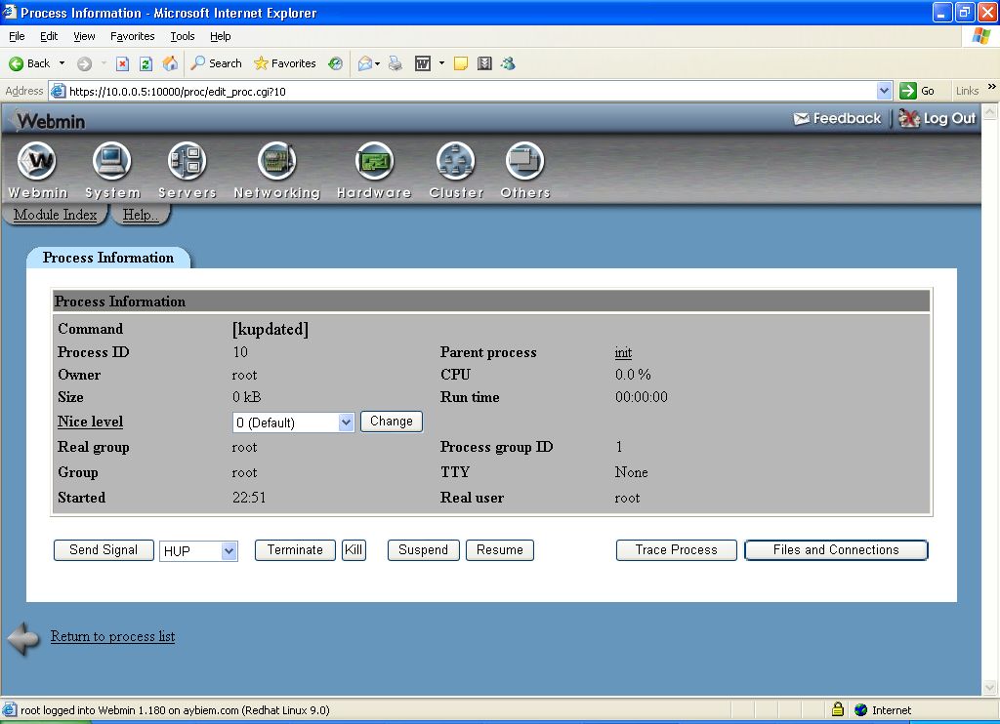 Process Information - Microsoft Internet Explorer
File Edit View Favorites Tools Help
Back Search Favorites
Address https://10.0.0.5:10000/proc/edit_proc.cgi?10 Go Links »
Webmin Feedback Log Out
Webmin System Servers Networking Hardware Cluster Others
Module Index Help..
Process Information
Process Information
Command [kupdated]
Process ID 10 Parent process init
Owner root CPU 0.0 %
Size 0 kB Run time 00:00:00
Nice level 0 (Default) Change
Real group root Process group ID 1
Group root TTY None
Started 22:51 Real user root
Send Signal HUP Terminate Kill Suspend Resume Trace Process Files and Connections
Return to process list
root logged into Webmin 1.180 on aybiem.com (Redhat Linux 9.0) Internet